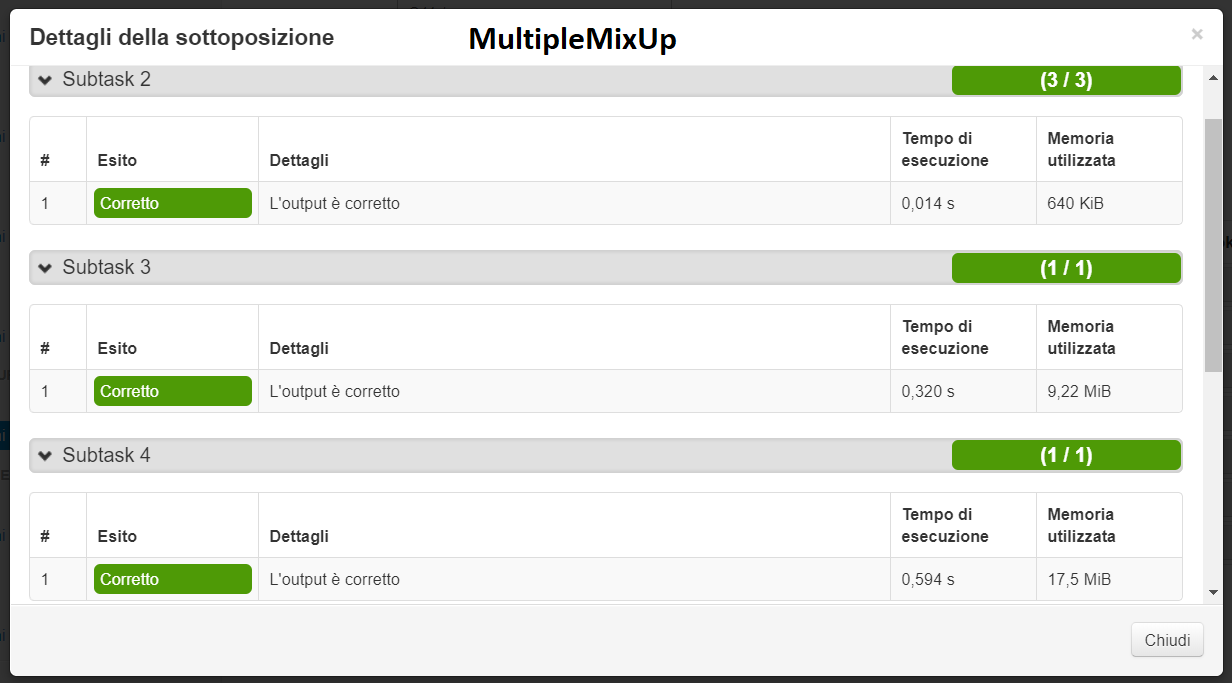 Dettagli della sottoposizione MultipleMixUp ×
Subtask 2 (3 / 3)
# Esito Dettagli Tempo di esecuzione Memoria utilizzata
1 Corretto L'output è corretto 0,014 s 640 KiB
Subtask 3 (1 / 1)
# Esito Dettagli Tempo di esecuzione Memoria utilizzata
1 Corretto L'output è corretto 0,320 s 9,22 MiB
Subtask 4 (1 / 1)
# Esito Dettagli Tempo di esecuzione Memoria utilizzata
1 Corretto L'output è corretto 0,594 s 17,5 MiB
Chiudi